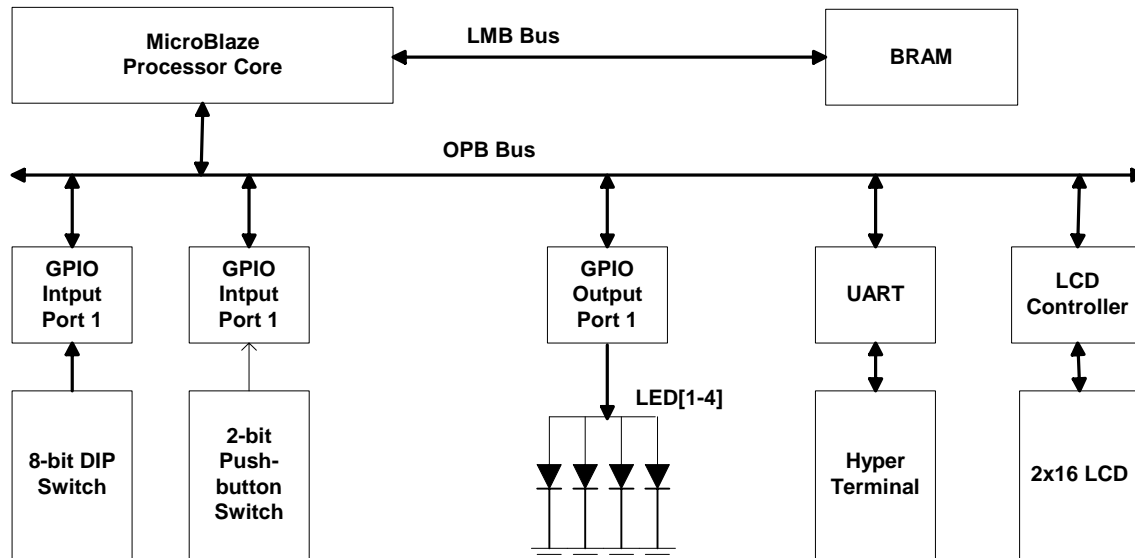 MicroBlaze
Processor Core
LMB Bus
BRAM
OPB Bus
GPIO
Intput
Port 1
GPIO
Intput
Port 1
GPIO
Output
Port 1
UART
LCD
Controller
LED[1-4]
8-bit DIP
Switch
2-bit
Push-
button
Switch
Hyper
Terminal
2x16 LCD